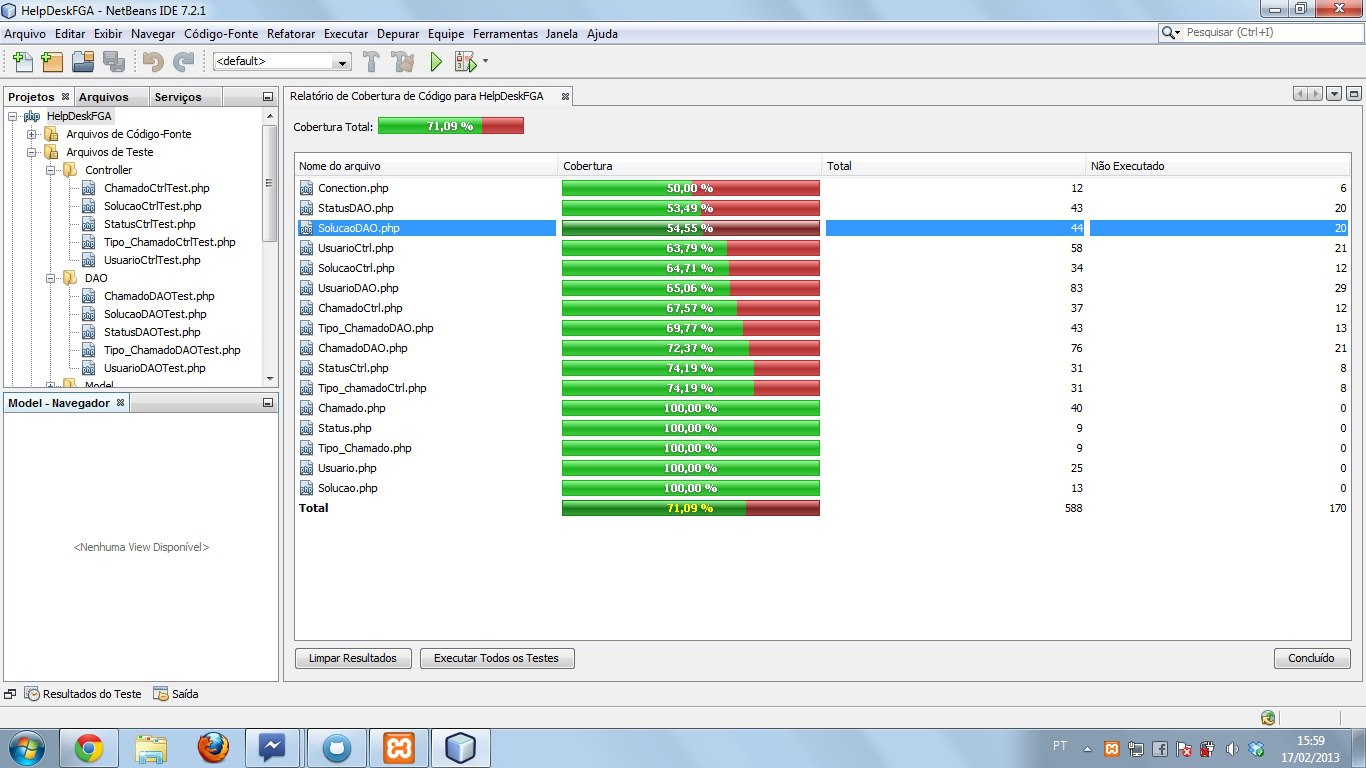 HelpDeskFGA - NetBeans IDE 7.2.1
Arquivo Editar Exibir Navegar Código-Fonte Refatorar Executar Depurar Equipe Ferramentas Janela Ajuda
Pesquisar (Ctrl+I)
<default>
Projetos Arquivos Serviços
HelpDeskFGA
Arquivos de Código-Fonte
Arquivos de Teste
Controller
ChamadoCtrlTest.php
SolucaoCtrlTest.php
StatusCtrlTest.php
Tipo_ChamadoCtrlTest.php
UsuarioCtrlTest.php
DAO
ChamadoDAOTest.php
SolucaoDAOTest.php
StatusDAOTest.php
Tipo_ChamadoDAOTest.php
UsuarioDAOTest.php
Model
Model - Navegador
<Nenhuma View Disponível>
Relatório de Cobertura de Código para HelpDeskFGA
Cobertura Total: 71,09 %
Nome do arquivo Cobertura Total Não Executado
Conection.php 50,00 % 12 6
StatusDAO.php 53,49 % 43 20
SolucaoDAO.php 54,55 % 44 20
UsuarioCtrl.php 63,79 % 58 21
SolucaoCtrl.php 64,71 % 34 12
UsuarioDAO.php 65,06 % 83 29
ChamadoCtrl.php 67,57 % 37 12
Tipo_ChamadoDAO.php 69,77 % 43 13
ChamadoDAO.php 72,37 % 76 21
StatusCtrl.php 74,19 % 31 8
Tipo_chamadoCtrl.php 74,19 % 31 8
Chamado.php 100,00 % 40 0
Status.php 100,00 % 9 0
Tipo_Chamado.php 100,00 % 9 0
Usuario.php 100,00 % 25 0
Solucao.php 100,00 % 13 0
Total 71,09 % 588 170
Limpar Resultados Executar Todos os Testes Concluído
Resultados do Teste Saída
PT 15:59
17/02/2013